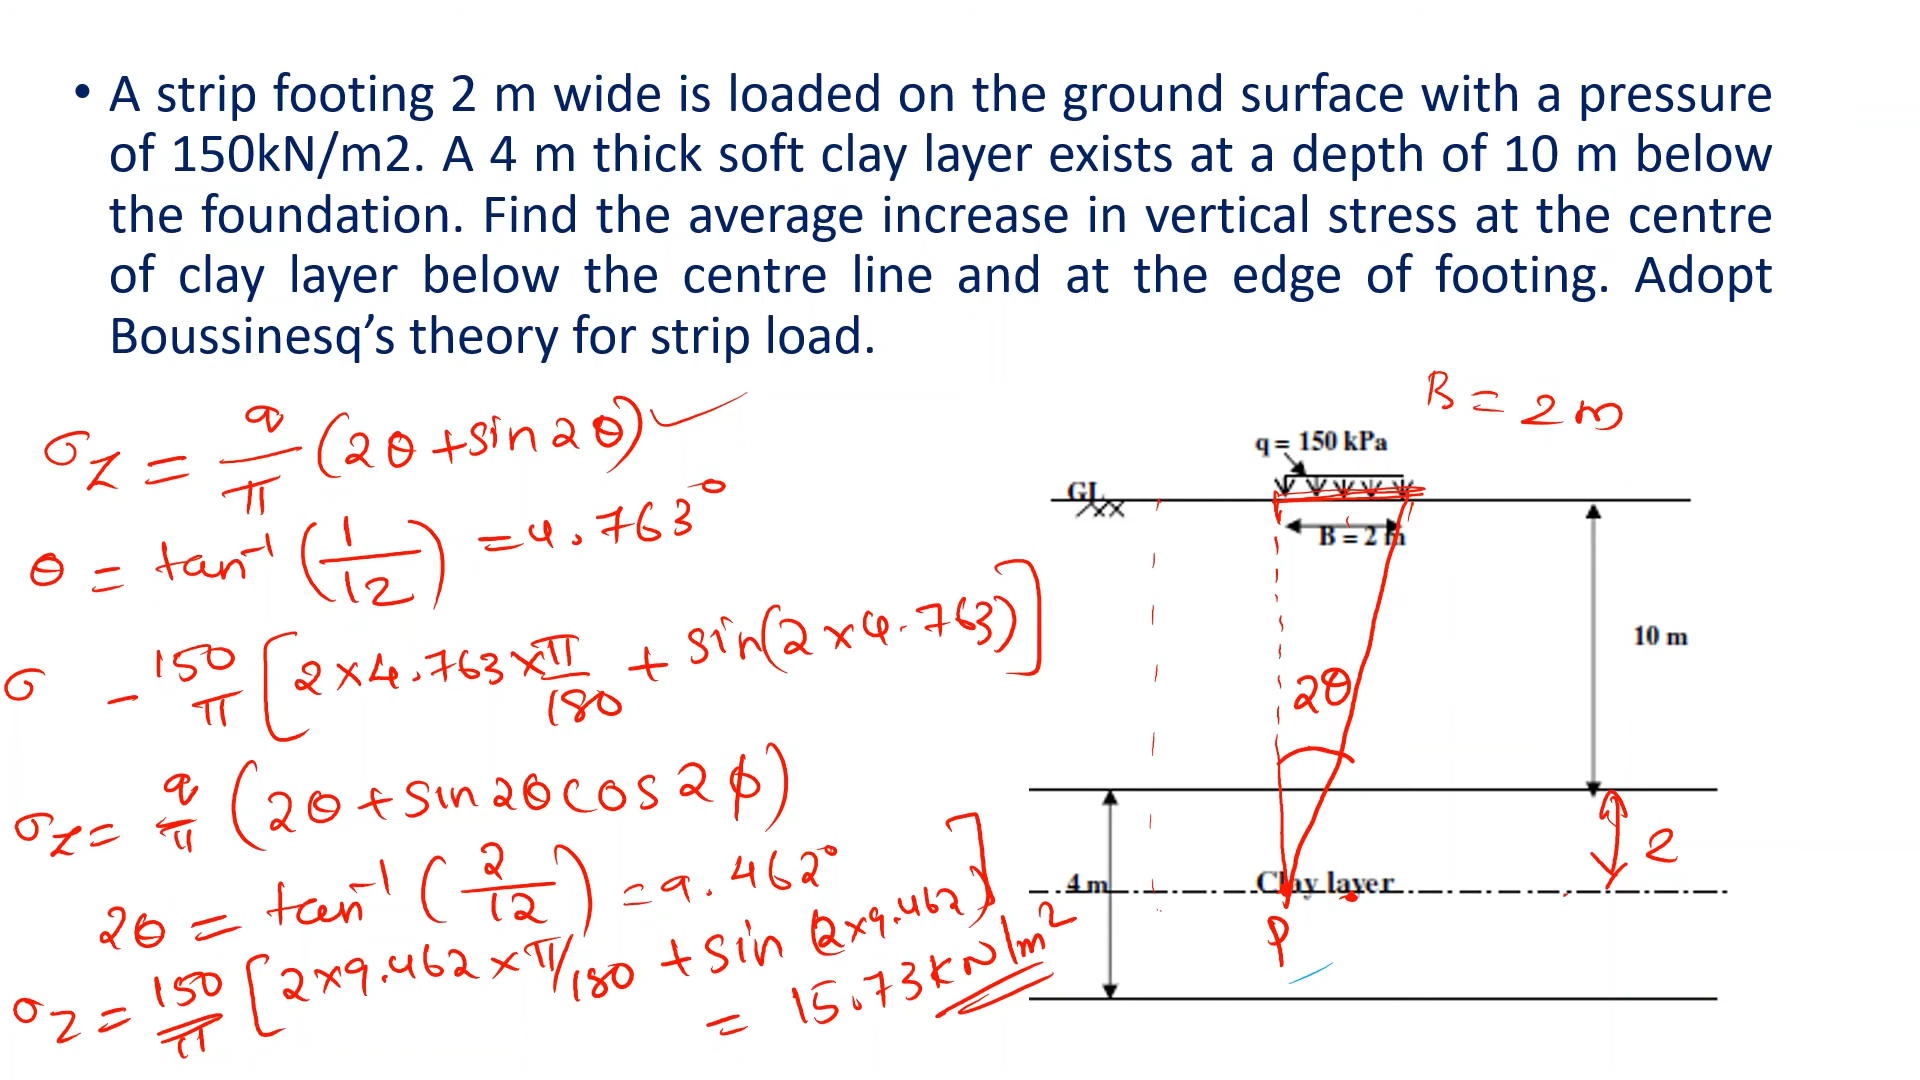 • A strip footing 2 m wide is loaded on the ground surface with a pressure
of 150kN/m2. A 4 m thick soft clay layer exists at a depth of 10 m below
the foundation. Find the average increase in vertical stress at the centre
of clay layer below the centre line and at the edge of footing. Adopt
Boussinesq’s theory for strip load.
σz = q/π (2θ + sin 2θ) ✓
θ = tan⁻¹ (1/12) = 4.763°
σ - 150/π [2×4.763×π/180 + sin(2×4.763)]
σz = q/π (2θ + sin 2θ cos 2ϕ)
2θ = tan⁻¹ (2/12) = 9.462°
σz = 150/π [2×9.462×π/180 + sin (2×9.462)]
= 15.73 kN/m²
B = 2m
q = 150 kPa
GL
B = 2 m
10 m
2θ
2
4 m
Clay layer
P